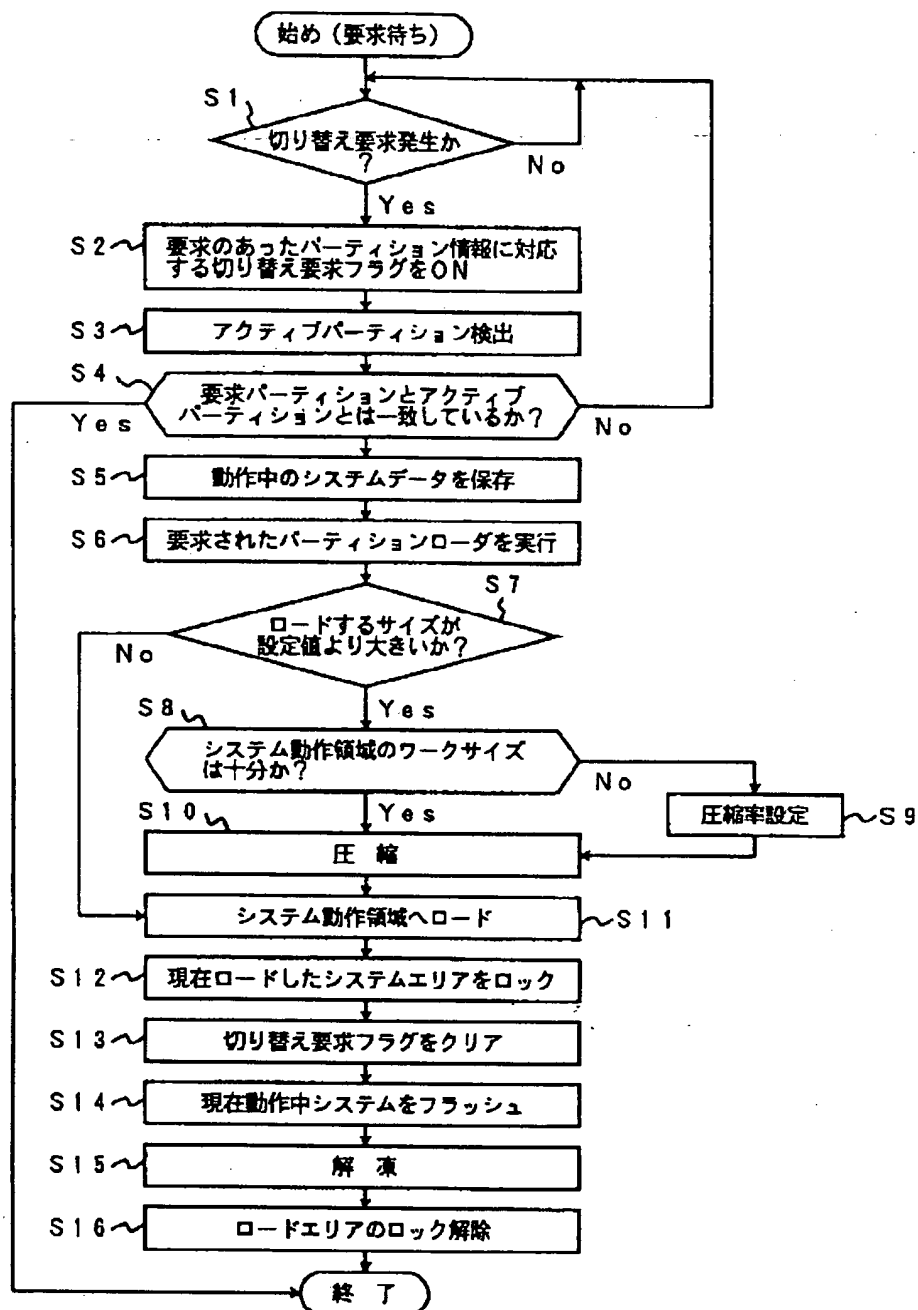 始め(要求待ち)
S1
切り替え要求発生か
?
No
Yes
S2
要求のあったパーティション情報に対応
する切り替え要求フラグをON
S3
アクティブパーティション検出
S4
要求パーティションとアクティブ
パーティションとは一致しているか?
Yes
No
S5
動作中のシステムデータを保存
S6
要求されたパーティションローダを実行
S7
ロードするサイズが
設定値より大きいか?
No
Yes
S8
システム動作領域のワークサイズ
は十分か?
No
Yes
圧縮率設定
S9
S10
圧 縮
システム動作領域へロード
S11
S12
現在ロードしたシステムエリアをロック
S13
切り替え要求フラグをクリア
S14
現在動作中システムをフラッシュ
S15
解 凍
S16
ロードエリアのロック解除
終 了